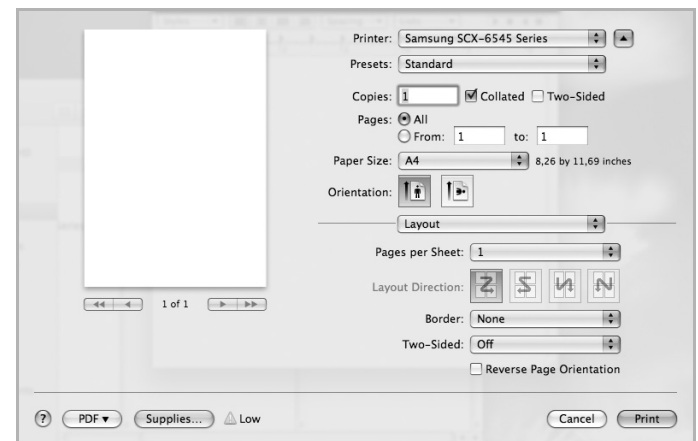 Printer: Samsung SCX-6545 Series
Presets: Standard
Copies: 1 Collated Two-Sided
Pages: All
From: 1 to: 1
Paper Size: A4 8,26 by 11,69 inches
Orientation:
Layout
Pages per Sheet: 1
Layout Direction:
1 of 1
Border: None
Two-Sided: Off
Reverse Page Orientation
? PDF Supplies... Low Cancel Print